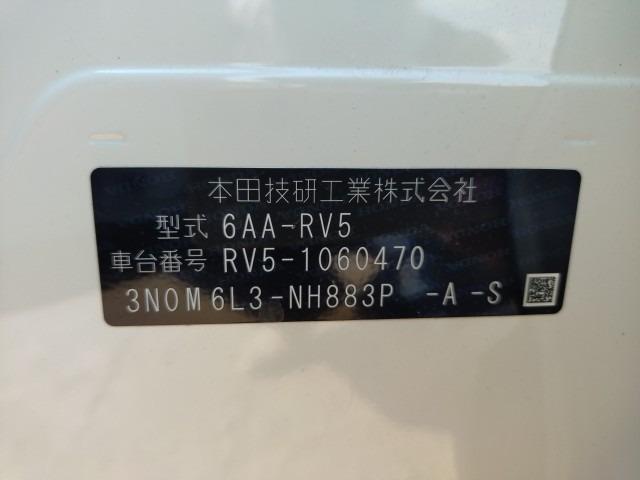 本田技研工業株式会社
型式 6AA-RV5
車台番号 RV5-1060470
3N0M6L3-NH883P -A-S